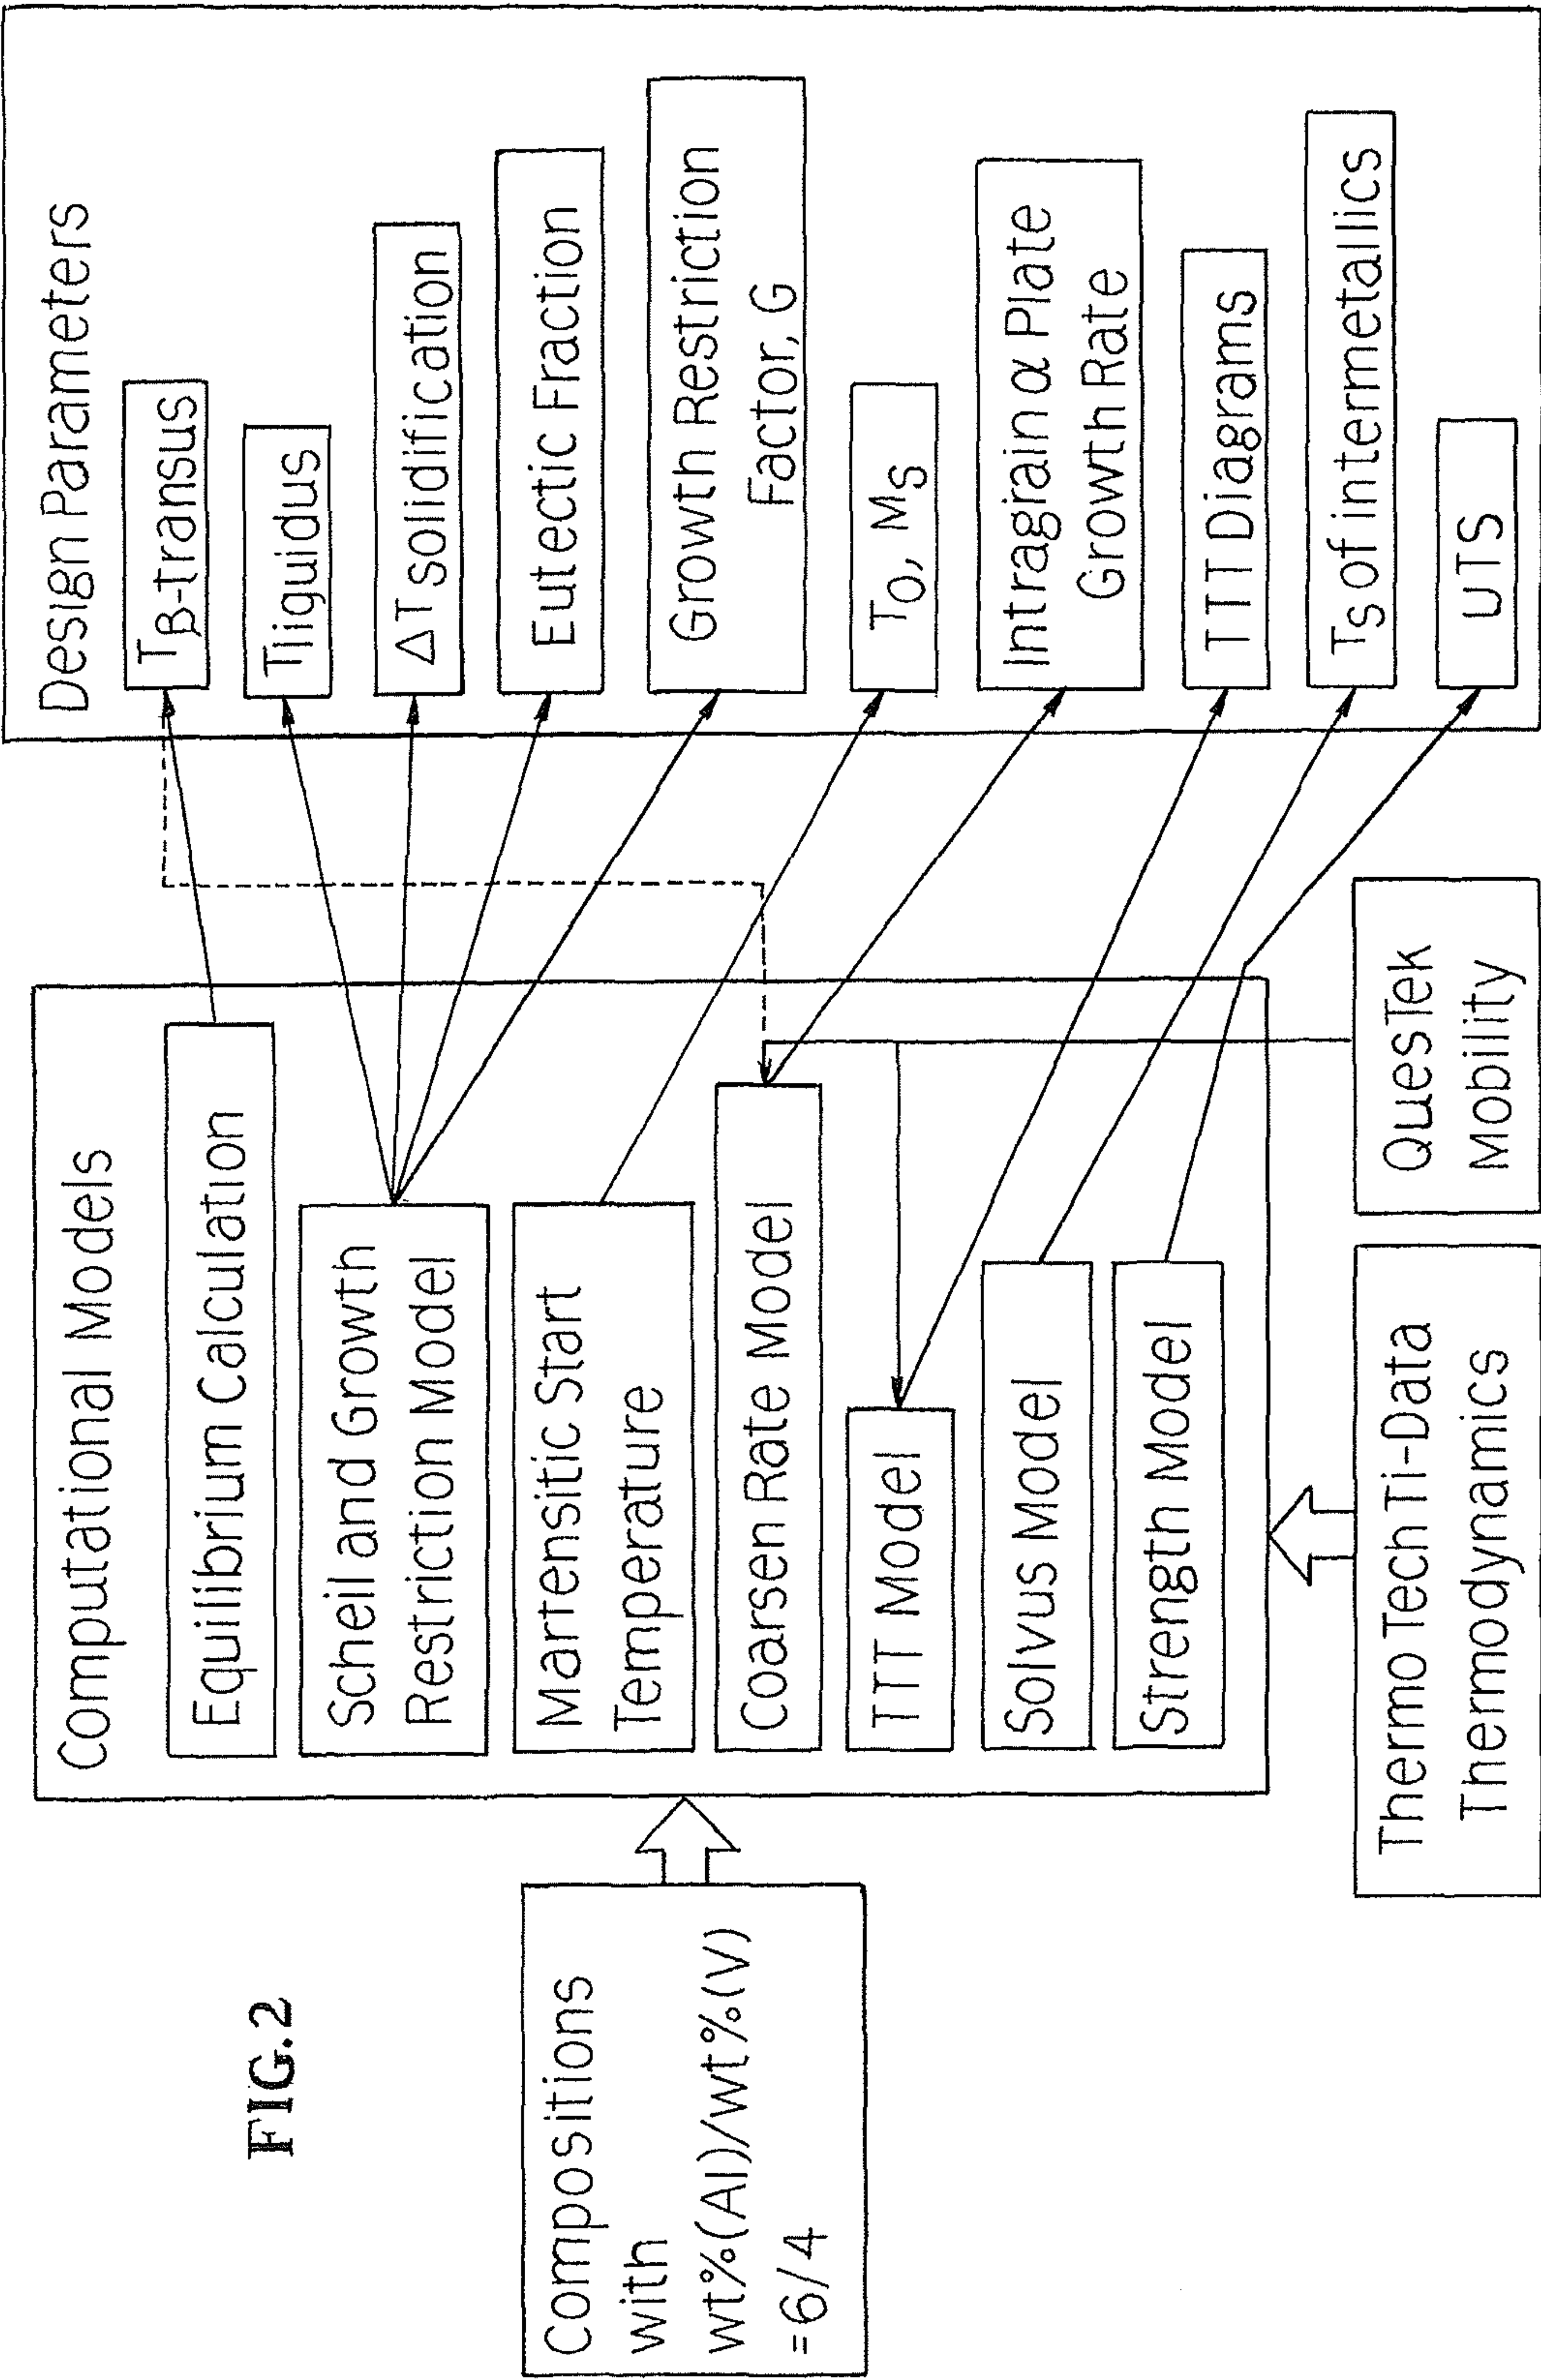 FIG.2
Compositions
with
wt%(Al)/wt%(V)
=6/4
Computational Models
Equilibrium Calculation
Scheil and Growth
Restriction Model
Martensitic Start
Temperature
Coarsen Rate Model
TTT Model
Solvus Model
Strength Model
Thermo Tech Ti-Data
Thermodynamics
QuesTek
Mobility
Design Parameters
Tβ-transus
Tliguidus
ΔTsolidification
Eutectic Fraction
Growth Restriction
Factor, G
T0, MS
Intragrain α Plate
Growth Rate
TTT Diagrams
TS of intermetallics
UTS